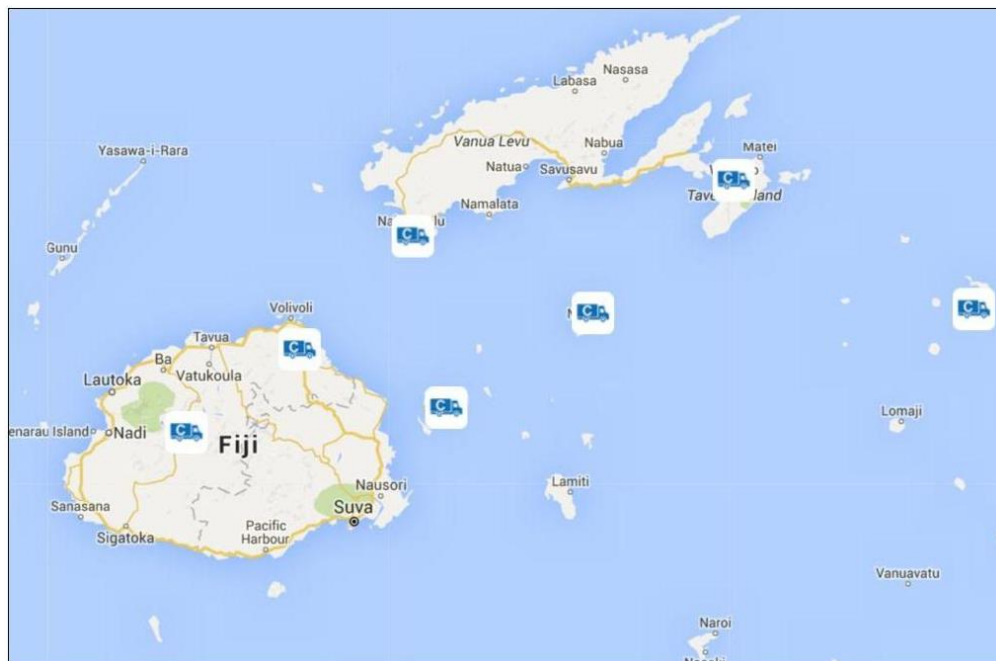 Nasasa
Labasa
Vanua Levu
Nabua
Matei
Yasawa-i-Rara
Natua
Savusavu
Namalata
Gunu
Volivoli
Tavua
Ba
Vatukoula
Lautoka
Lomaji
enarau Island
Nadi
Fiji
Lamiti
Nausori
Sanasana
Suva
Sigatoka
Pacific
Harbour
Vanuavatu
Naroi
C
C
C
C
C
C
C